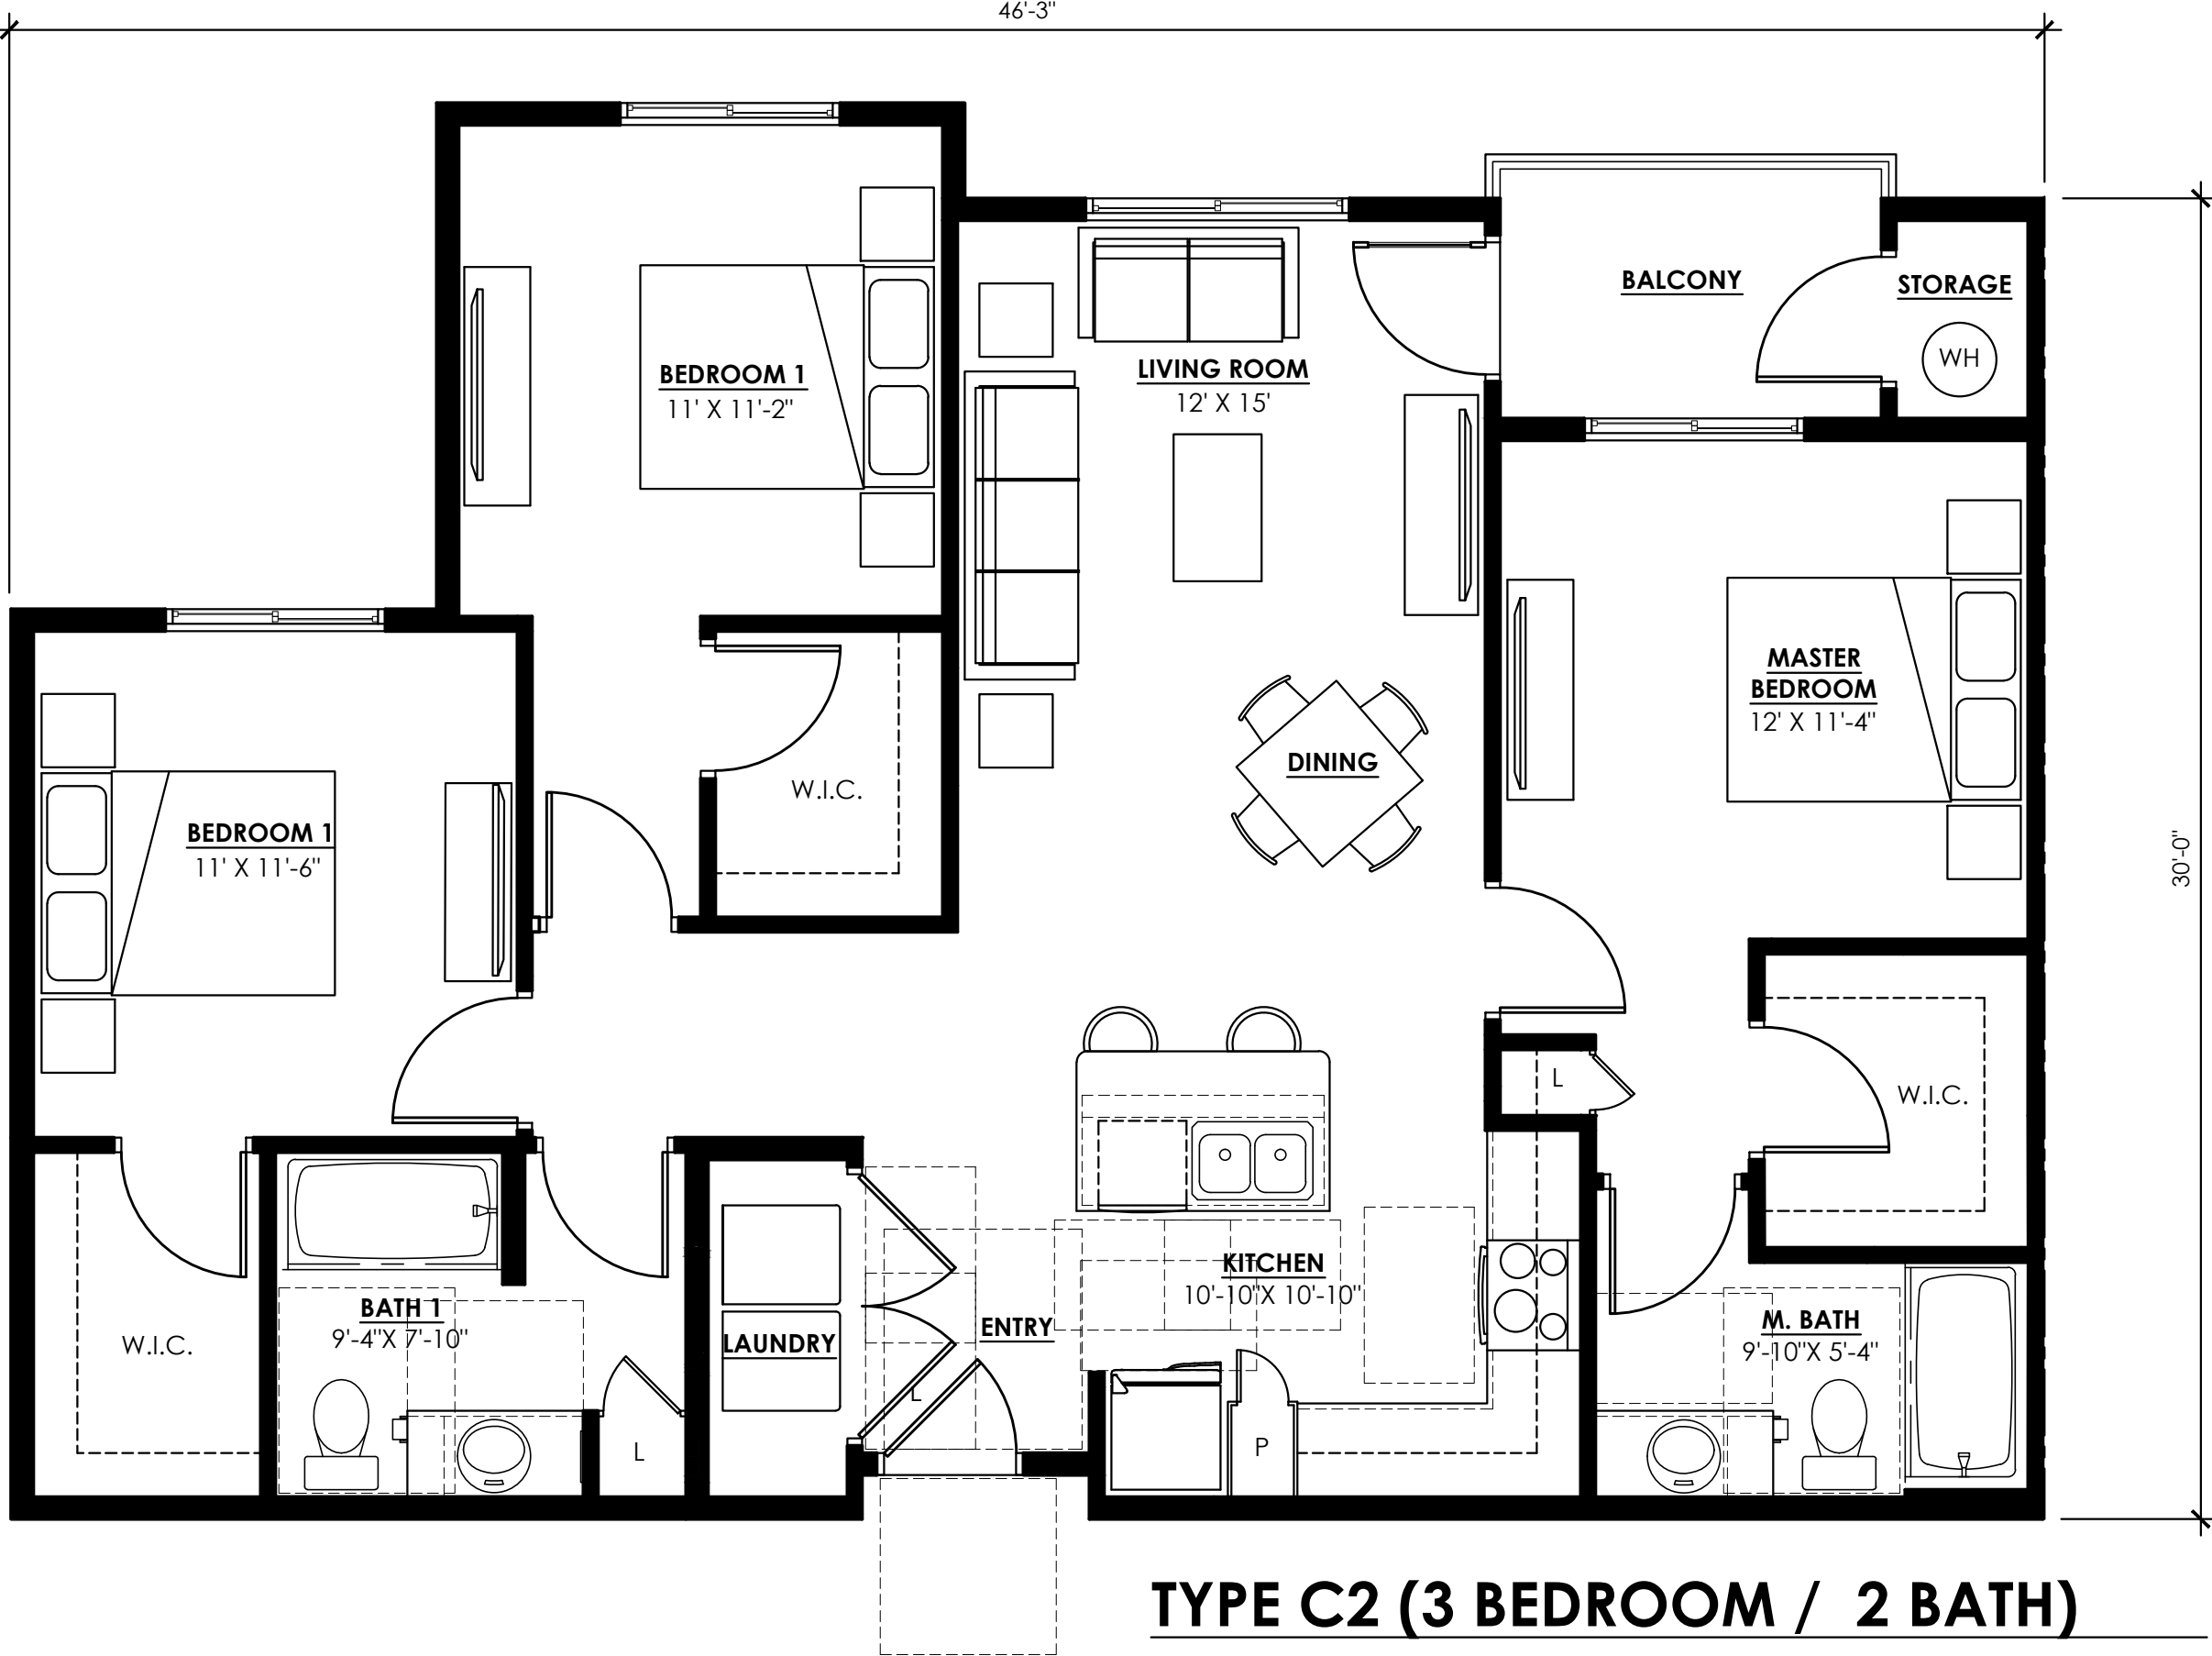 46'-3"
BALCONY
STORAGE
WH
BEDROOM 1
11' X 11'-2"
LIVING ROOM
12' X 15'
MASTER
BEDROOM
12' X 11'-4"
DINING
W.I.C.
BEDROOM 1
11' X 11'-6"
30'-0"
L
W.I.C.
KITCHEN
10'-10"X 10'-10"
BATH 1
9'-4"X 7'-10"
W.I.C.
LAUNDRY
ENTRY
M. BATH
9'-10"X 5'-4"
L
L
P
TYPE C2 (3 BEDROOM / 2 BATH)